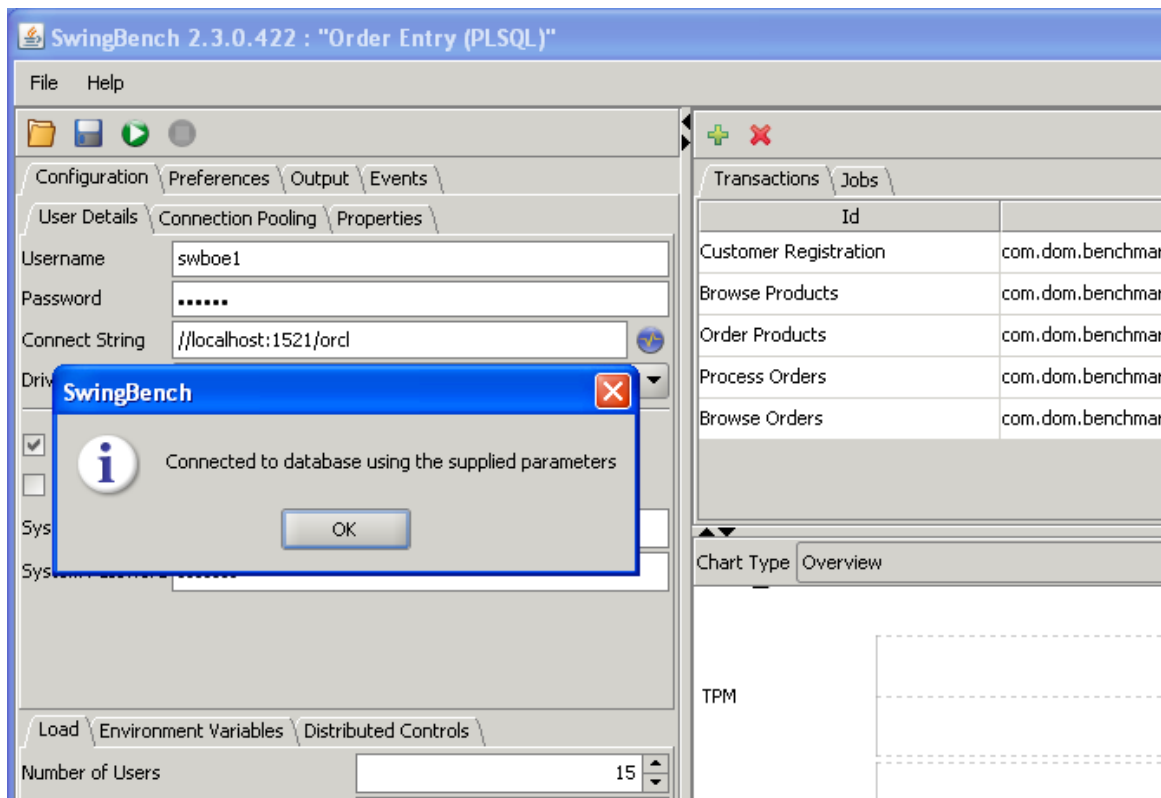 SwingBench 2.3.0.422 : "Order Entry (PLSQL)"
File Help
Configuration Preferences Output Events
User Details Connection Pooling Properties
Username swboe1
Password ••••••
Connect String //localhost:1521/orcl
Driv
SwingBench
Connected to database using the supplied parameters
OK
Sys
Sys
Load Environment Variables Distributed Controls
Number of Users 15
Transactions Jobs
Id
Customer Registration com.dom.benchmar
Browse Products com.dom.benchmar
Order Products com.dom.benchmar
Process Orders com.dom.benchmar
Browse Orders com.dom.benchmar
Chart Type Overview
TPM